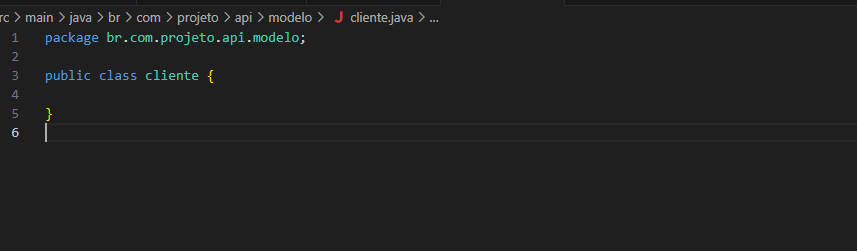 rc > main > java > br > com > projeto > api > modelo > J cliente.java > ...
1 package br.com.projeto.api.modelo;
2
3 public class cliente {
4
5 }
6